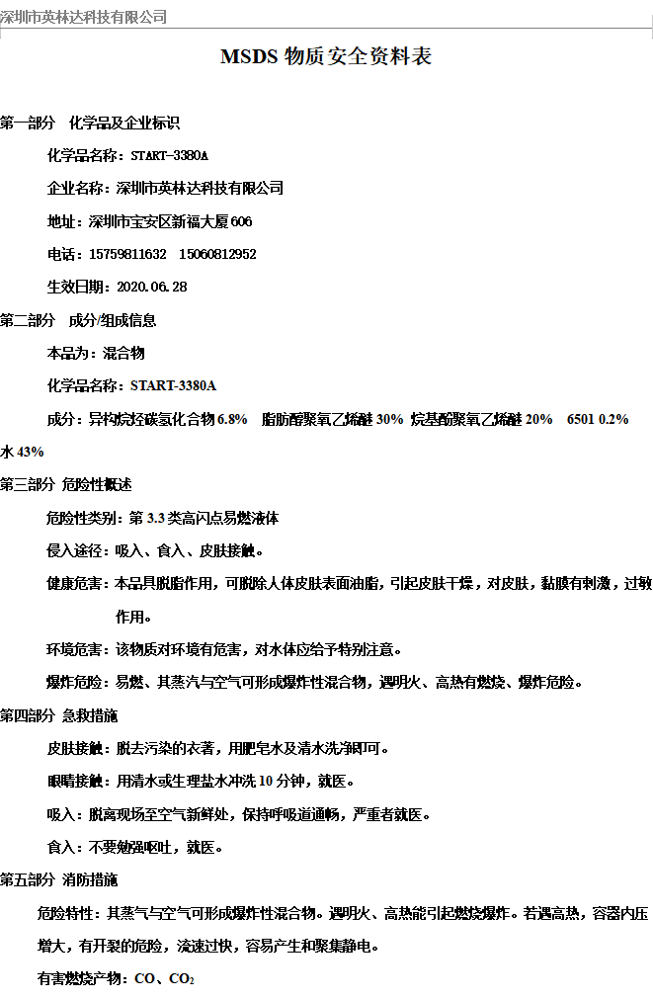 深圳市英林达科技有限公司
MSDS 物质安全资料表
第一部分 化学品及企业标识
化学品名称：START-3380A
企业名称：深圳市英林达科技有限公司
地址：深圳市宝安区新福大厦 606
电话：15759811632 15060812952
生效日期：2020.06.28
第二部分 成分/组成信息
本品为：混合物
化学品名称：START-3380A
成分：异构烷烃碳氢化合物 6.8% 脂肪醇聚氧乙烯醚 30% 烷基酚聚氧乙烯醚 20% 6501 0.2%
水 43%
第三部分 危险性概述
危险性类别：第 3.3 类高闪点易燃液体
侵入途径：吸入、食入、皮肤接触。
健康危害：本品具脱脂作用，可脱除人体皮肤表面油脂，引起皮肤干燥，对皮肤，黏膜有刺激，过敏
作用。
环境危害：该物质对环境有危害，对水体应给予特别注意。
爆炸危险：易燃、其蒸汽与空气可形成爆炸性混合物，遇明火、高热有燃烧、爆炸危险。
第四部分 急救措施
皮肤接触：脱去污染的衣著，用肥皂水及清水洗净即可。
眼睛接触：用清水或生理盐水冲洗 10 分钟，就医。
吸入：脱离现场至空气新鲜处，保持呼吸道通畅，严重者就医。
食入：不要勉强呕吐，就医。
第五部分 消防措施
危险特性：其蒸气与空气可形成爆炸性混合物。遇明火、高热能引起燃烧爆炸。若遇高热，容器内压
增大，有开裂的危险，流速过快，容易产生和聚集静电。
有害燃烧产物：CO、CO₂